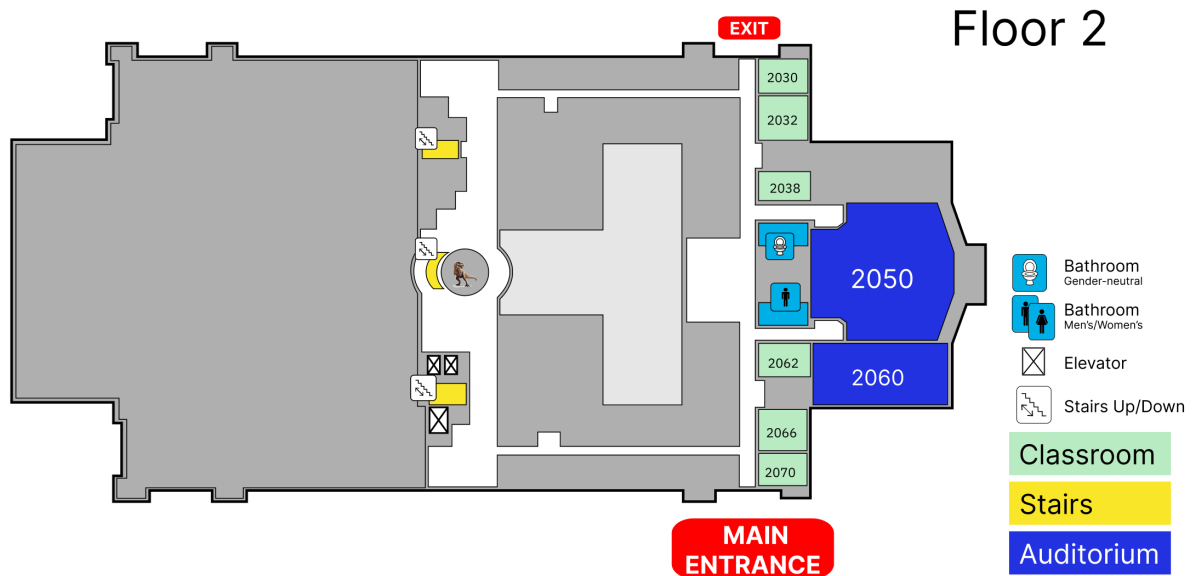 Floor 2
EXIT
2030
2032
2038
2050
2062
2060
2066
2070
Bathroom
Gender-neutral
Bathroom
Men's/Women's
Elevator
Stairs Up/Down
Classroom
Stairs
Auditorium
MAIN
ENTRANCE